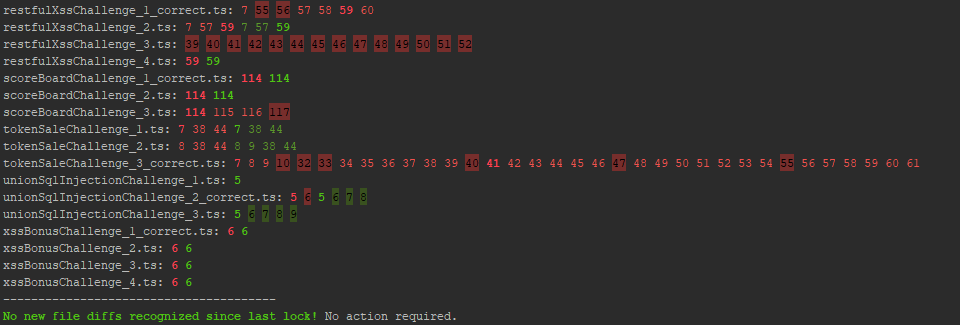 restfulXssChallenge_1_correct.ts: 7 55 56 57 58 59 60
restfulXssChallenge_2.ts: 7 57 59 7 57 59
restfulXssChallenge_3.ts: 39 40 41 42 43 44 45 46 47 48 49 50 51 52
restfulXssChallenge_4.ts: 59 59
scoreBoardChallenge_1_correct.ts: 114 114
scoreBoardChallenge_2.ts: 114 114
scoreBoardChallenge_3.ts: 114 115 116 117
tokenSaleChallenge_1.ts: 7 38 44 7 38 44
tokenSaleChallenge_2.ts: 8 38 44 8 9 38 44
tokenSaleChallenge_3_correct.ts: 7 8 9 10 32 33 34 35 36 37 38 39 40 41 42 43 44 45 46 47 48 49 50 51 52 53 54 55 56 57 58 59 60 61
unionSqlInjectionChallenge_1.ts: 5
unionSqlInjectionChallenge_2_correct.ts: 5 6 5 6 7 8
unionSqlInjectionChallenge_3.ts: 5 6 7 8 9
xssBonusChallenge_1_correct.ts: 6 6
xssBonusChallenge_2.ts: 6 6
xssBonusChallenge_3.ts: 6 6
xssBonusChallenge_4.ts: 6 6
---------------------------------------
No new file diffs recognized since last lock! No action required.